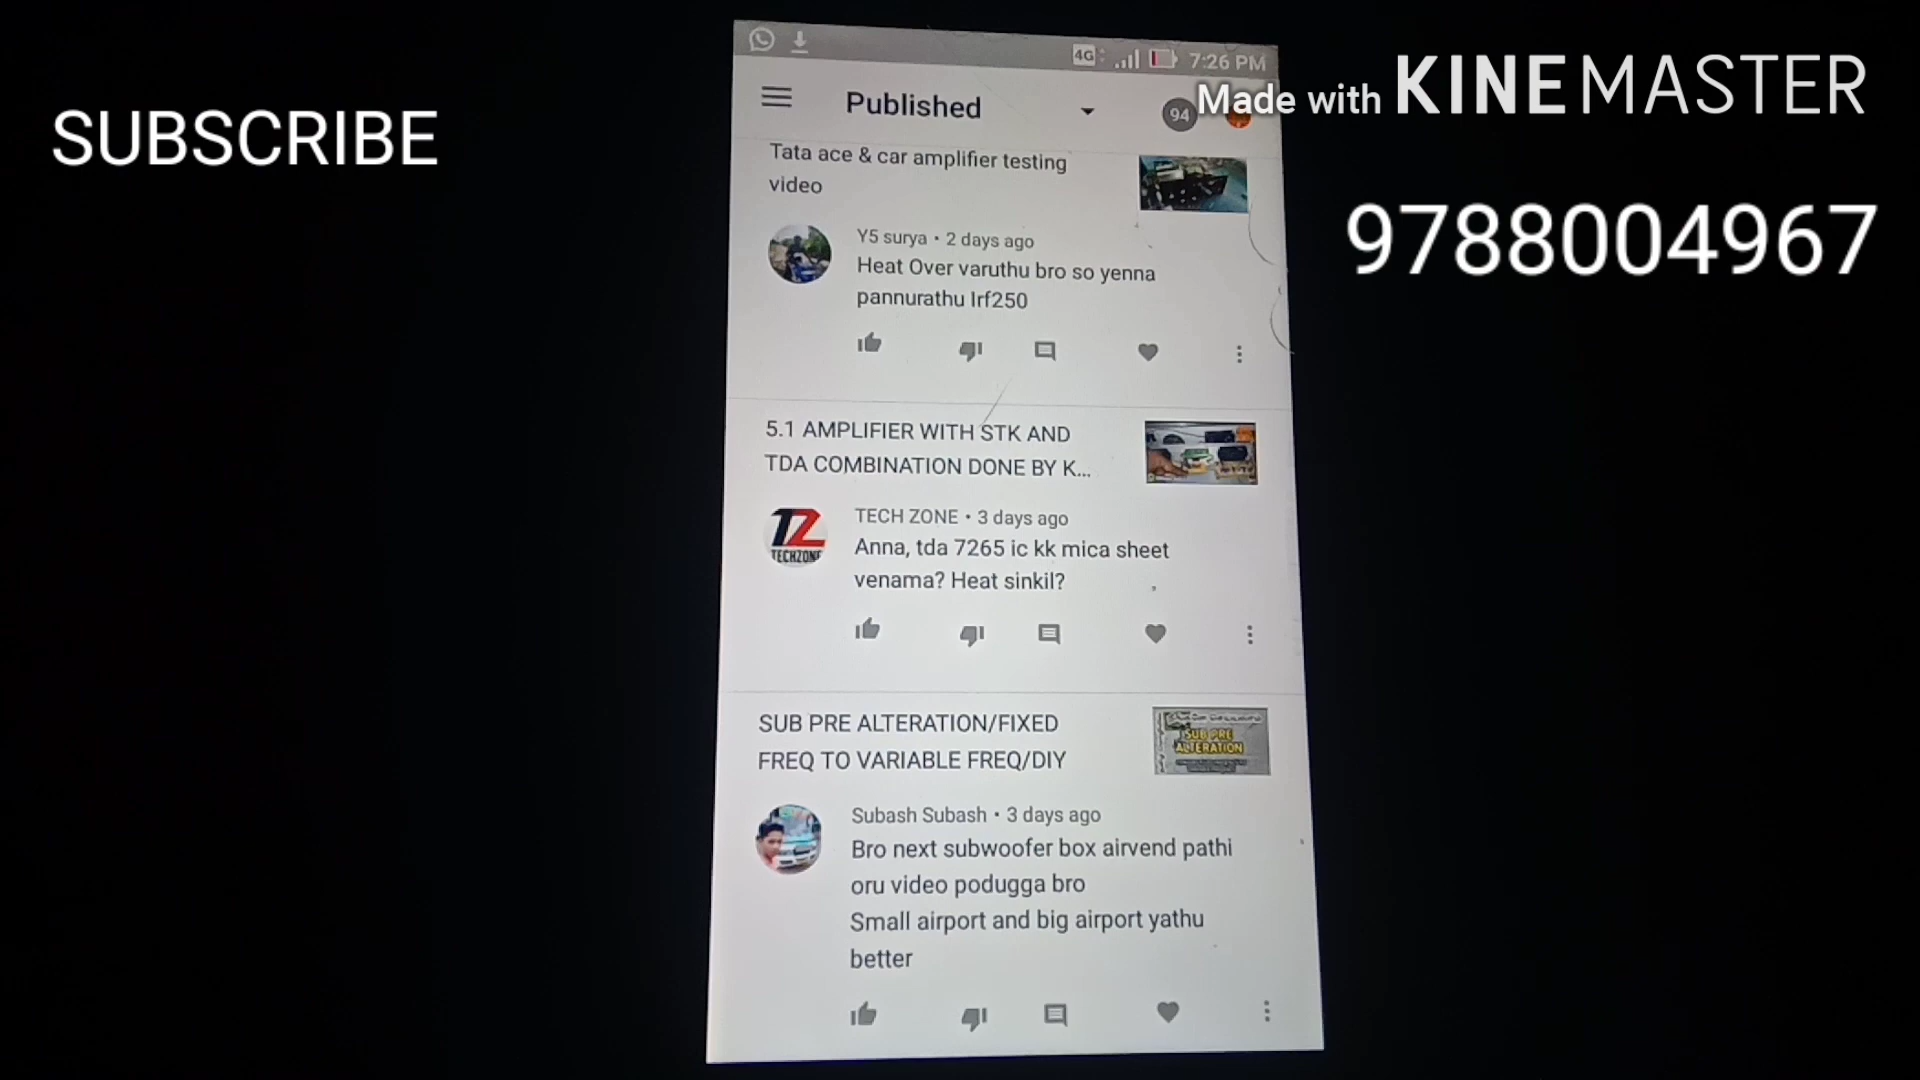 SUBSCRIBE
Made with KINEMASTER
9788004967
4G 7:26 PM
Published
94
Tata ace & car amplifier testing
video
Y5 surya • 2 days ago
Heat Over varuthu bro so yenna
pannurathu Irf250
5.1 AMPLIFIER WITH STK AND
TDA COMBINATION DONE BY K...
TZ
TECHZONE
TECH ZONE • 3 days ago
Anna, tda 7265 ic kk mica sheet
venama? Heat sinkil?
SUB PRE ALTERATION/FIXED
FREQ TO VARIABLE FREQ/DIY
SUB PRE
ALTERATION
Subash Subash • 3 days ago
Bro next subwoofer box airvend pathi
oru video podugga bro
Small airport and big airport yathu
better